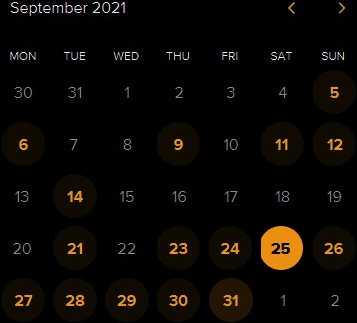 September 2021
MON TUE WED THU FRI SAT SUN
30 31 1 2 3 4 5
6 7 8 9 10 11 12
13 14 15 16 17 18 19
20 21 22 23 24 25 26
27 28 29 30 31 1 2